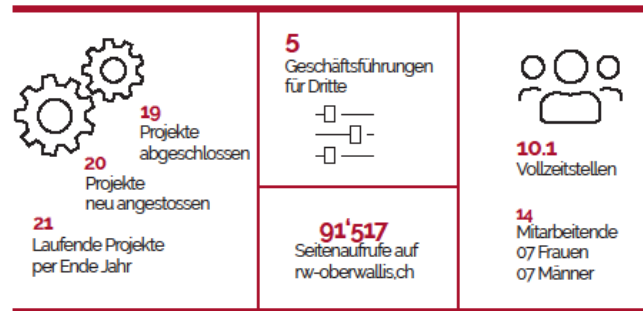 19
Projekte
abgeschlossen
20
Projekte
neu angestossen
21
Laufende Projekte
per Ende Jahr
5
Geschäftsführungen
für Dritte
91'517
Seitenaufrufe auf
rw-oberwallis,ch
10.1
Vollzeitstellen
14
Mitarbeitende
07 Frauen
07 Männer